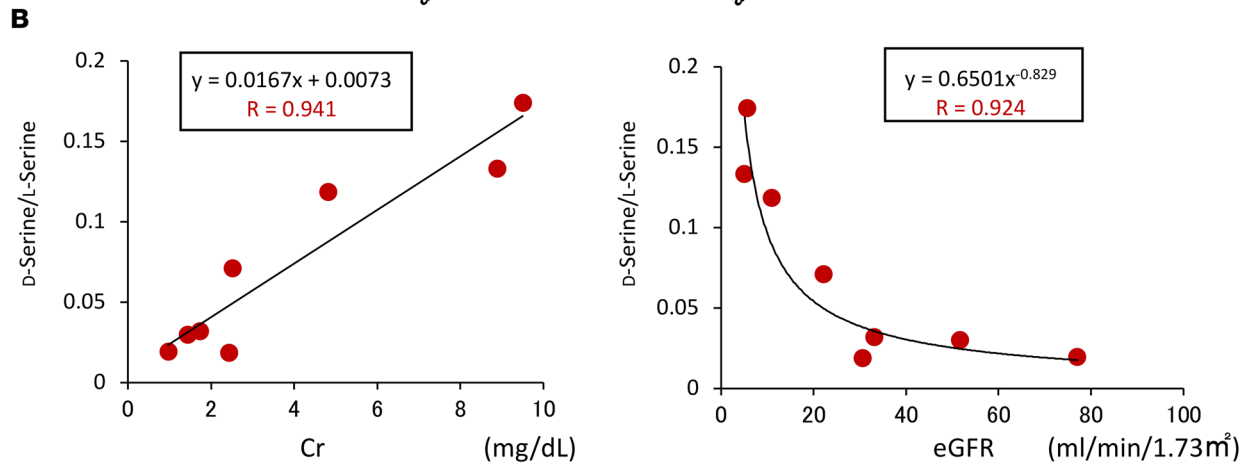 B
y = 0.0167x + 0.0073
R = 0.941
D-Serine/L-Serine
0.2
0.15
0.1
0.05
0
0 2 4 6 8 10
Cr (mg/dL)
y = 0.6501x^-0.829
R = 0.924
D-Serine/L-Serine
0.2
0.15
0.1
0.05
0
0 20 40 60 80 100
eGFR (ml/min/1.73㎡)